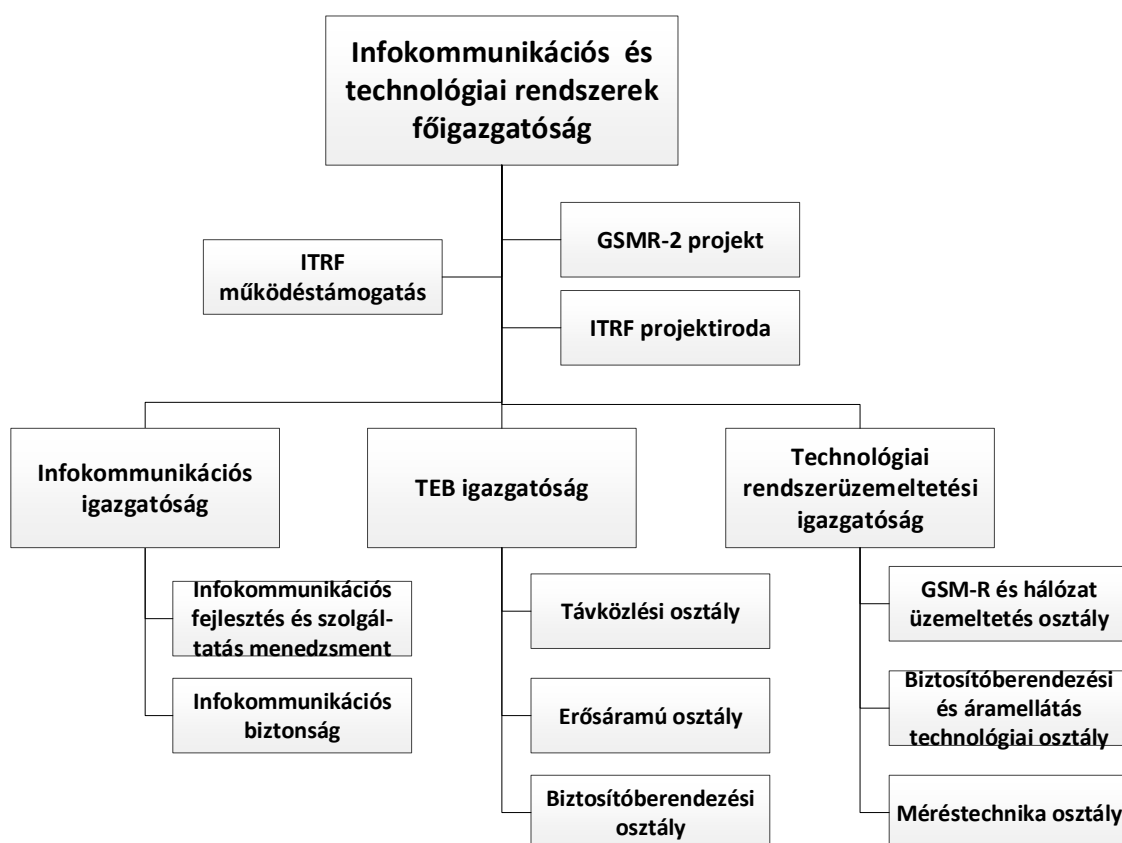 Infokommunikációs és
technológiai rendszerek
főigazgatóság
GSMR-2 projekt
ITRF
működéstámogatás
ITRF projektiroda
Infokommunikációs
igazgatóság
TEB igazgatóság
Technológiai
rendszerüzemeltetési
igazgatóság
Infokommunikációs
fejlesztés és szolgál-
tatás menedzsment
Infokommunikációs
biztonság
Távközlési osztály
Erősáramú osztály
Biztosítóberendezési
osztály
GSM-R és hálózat
üzemeltetés osztály
Biztosítóberendezési
és áramellátás
technológiai osztály
Méréstechnika osztály